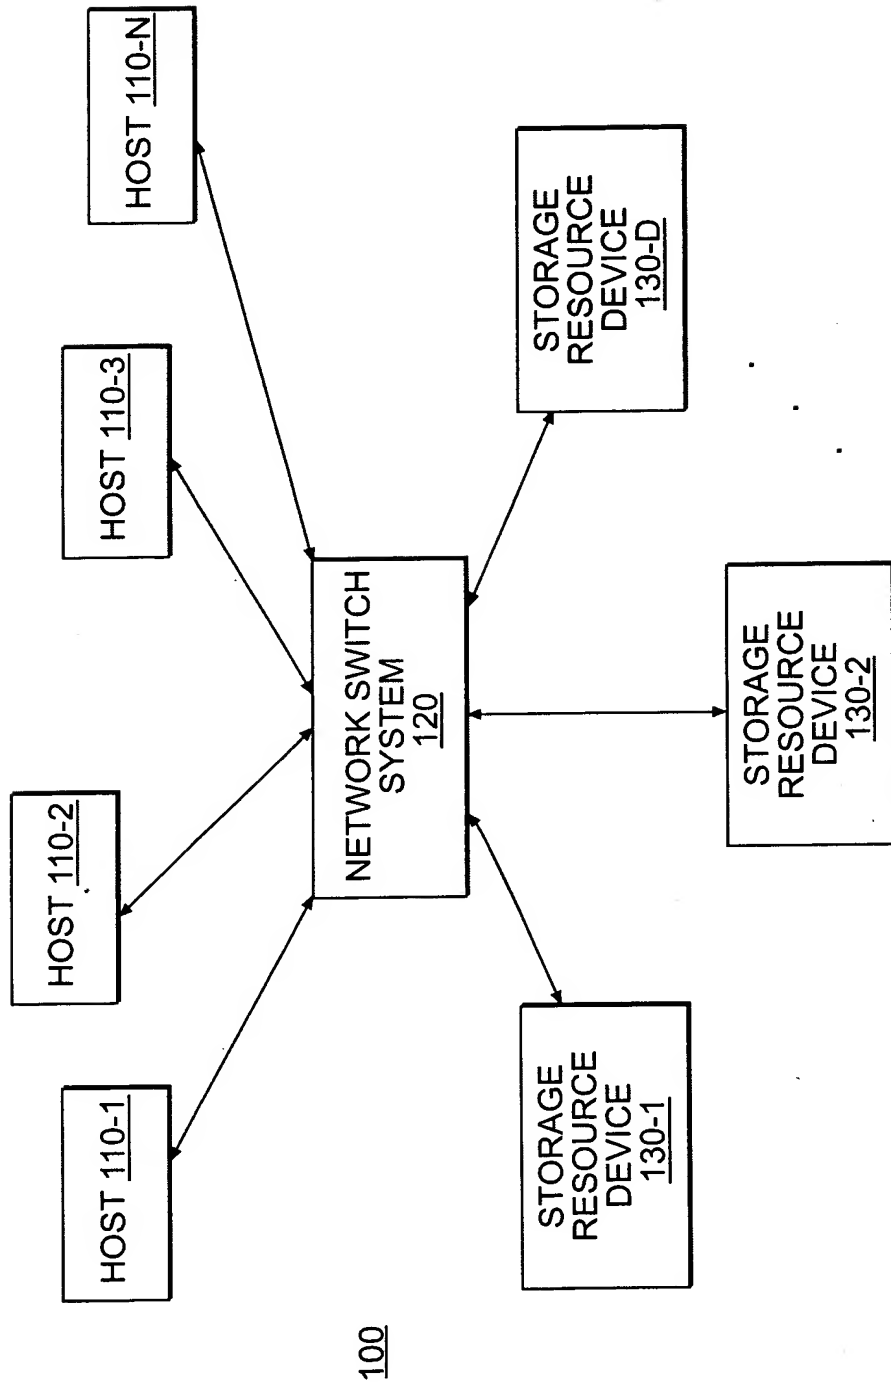 100
HOST 110-1
HOST 110-2
HOST 110-3
HOST 110-N
NETWORK SWITCH
SYSTEM
120
STORAGE
RESOURCE
DEVICE
130-1
STORAGE
RESOURCE
DEVICE
130-2
STORAGE
RESOURCE
DEVICE
130-D